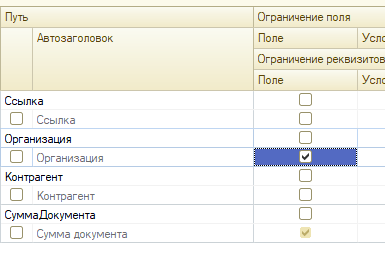 Путь Ограничение поля
Автозаголовок Поле Усло
Ограничение реквизитов
Поле Усло
Ссылка
Ссылка
Организация
Организация
Контрагент
Контрагент
СуммаДокумента
Сумма документа